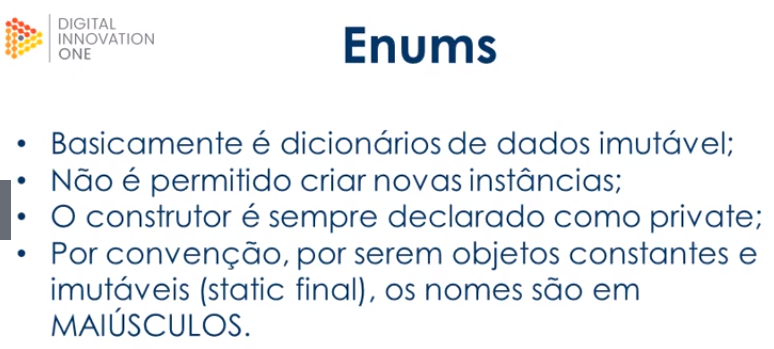 DIGITAL
INNOVATION
ONE
Enums
• Basicamente é dicionários de dados imutável;
• Não é permitido criar novas instâncias;
• O construtor é sempre declarado como private;
• Por convenção, por serem objetos constantes e
imutáveis (static final), os nomes são em
MAIÚSCULOS.